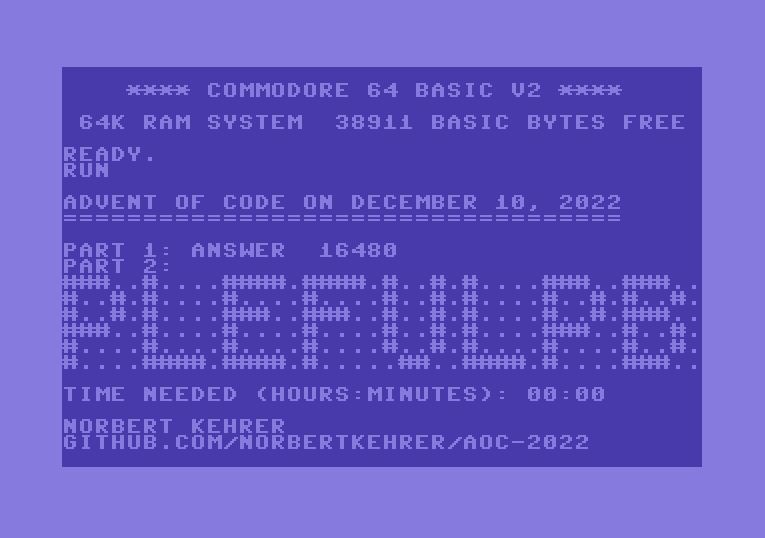 **** COMMODORE 64 BASIC V2 ****
64K RAM SYSTEM  38911 BASIC BYTES FREE
READY.
RUN
ADVENT OF CODE ON DECEMBER 10, 2022
===================================
PART 1: ANSWER  16480
PART 2:
###..#....####.####.#..#.#....###..###..
#..#.#....#....#....#..#.#....#..#.#..#.
#..#.#....###..###..#..#.#....#..#.###..
###..#....#....#....#..#.#....###..#..#.
#....#....#....#....#..#.#....#....#..#.
#....####.####.#.....##..####.#....###..
TIME NEEDED (HOURS:MINUTES): 00:00
NORBERT KEHRER
GITHUB.COM/NORBERTKEHRER/AOC-2022